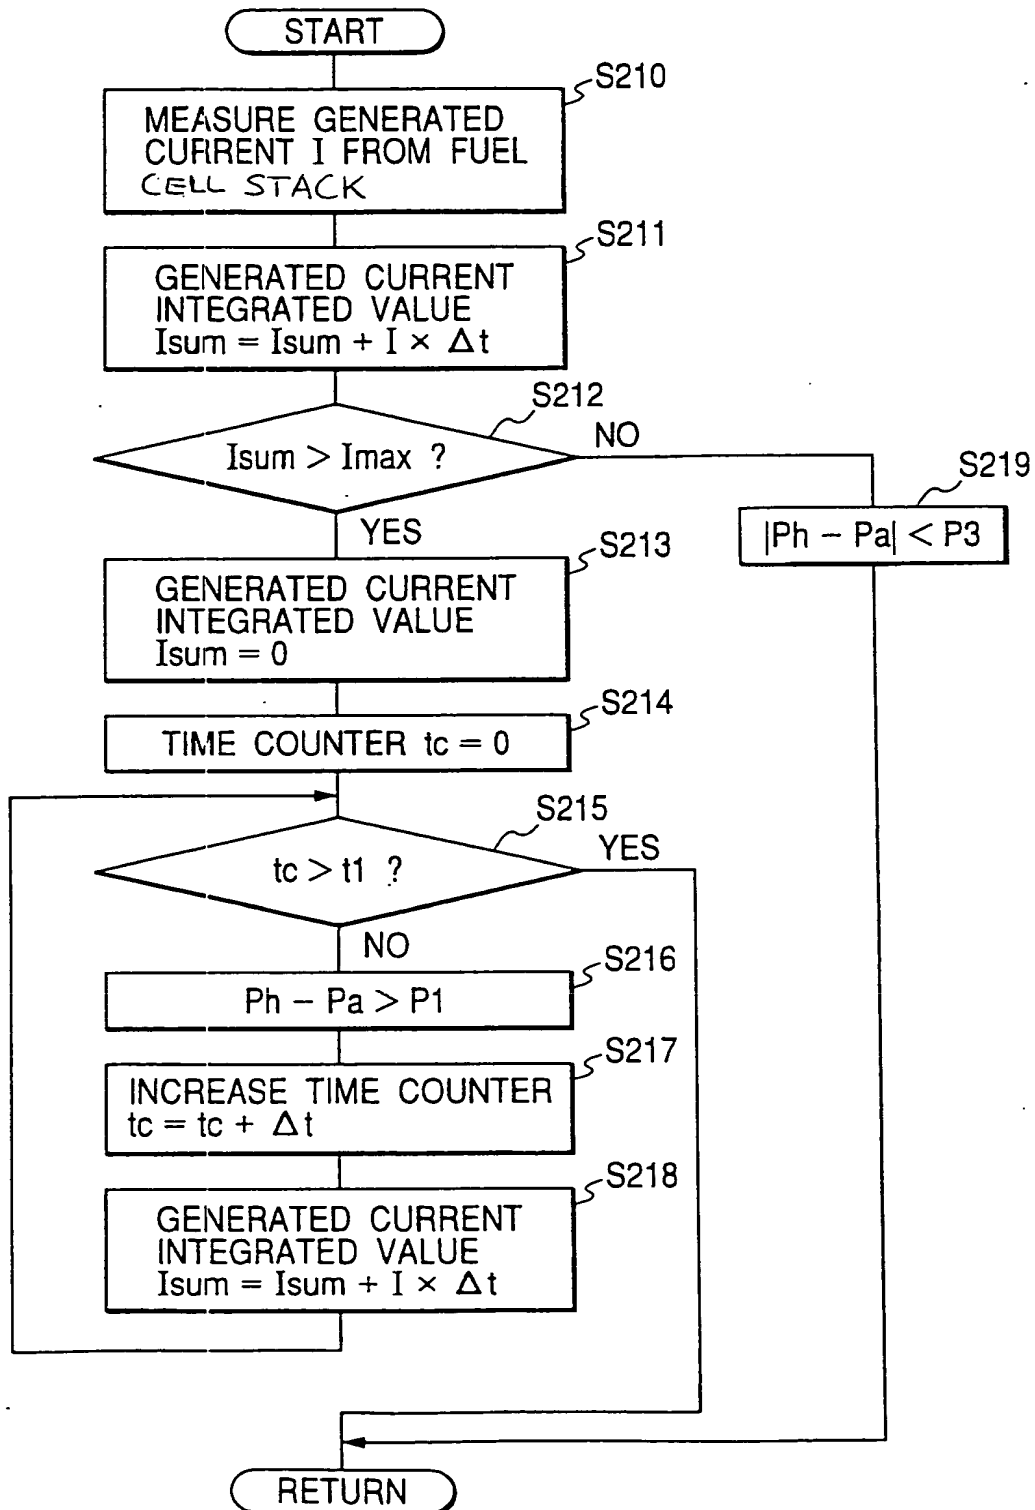 START
S210
MEASURE GENERATED
CURRENT I FROM FUEL
CELL STACK
S211
GENERATED CURRENT
INTEGRATED VALUE
Isum = Isum + I × Δt
S212
Isum > Imax ?
NO
YES
S219
|Ph − Pa| < P3
S213
GENERATED CURRENT
INTEGRATED VALUE
Isum = 0
S214
TIME COUNTER tc = 0
S215
tc > t1 ?
YES
NO
S216
Ph − Pa > P1
S217
INCREASE TIME COUNTER
tc = tc + Δt
S218
GENERATED CURRENT
INTEGRATED VALUE
Isum = Isum + I × Δt
RETURN